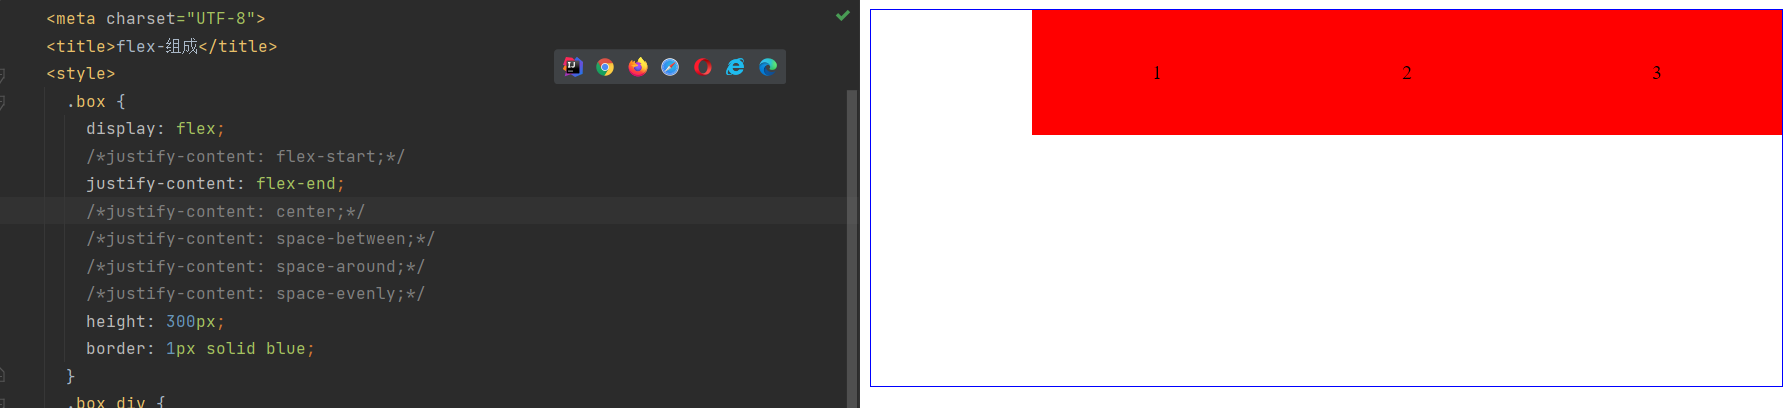 <meta charset="UTF-8">
<title>flex-组成</title>
<style>
.box {
display: flex;
/*justify-content: flex-start;*/
justify-content: flex-end;
/*justify-content: center;*/
/*justify-content: space-between;*/
/*justify-content: space-around;*/
/*justify-content: space-evenly;*/
height: 300px;
border: 1px solid blue;
}
.box div {
1 2 3